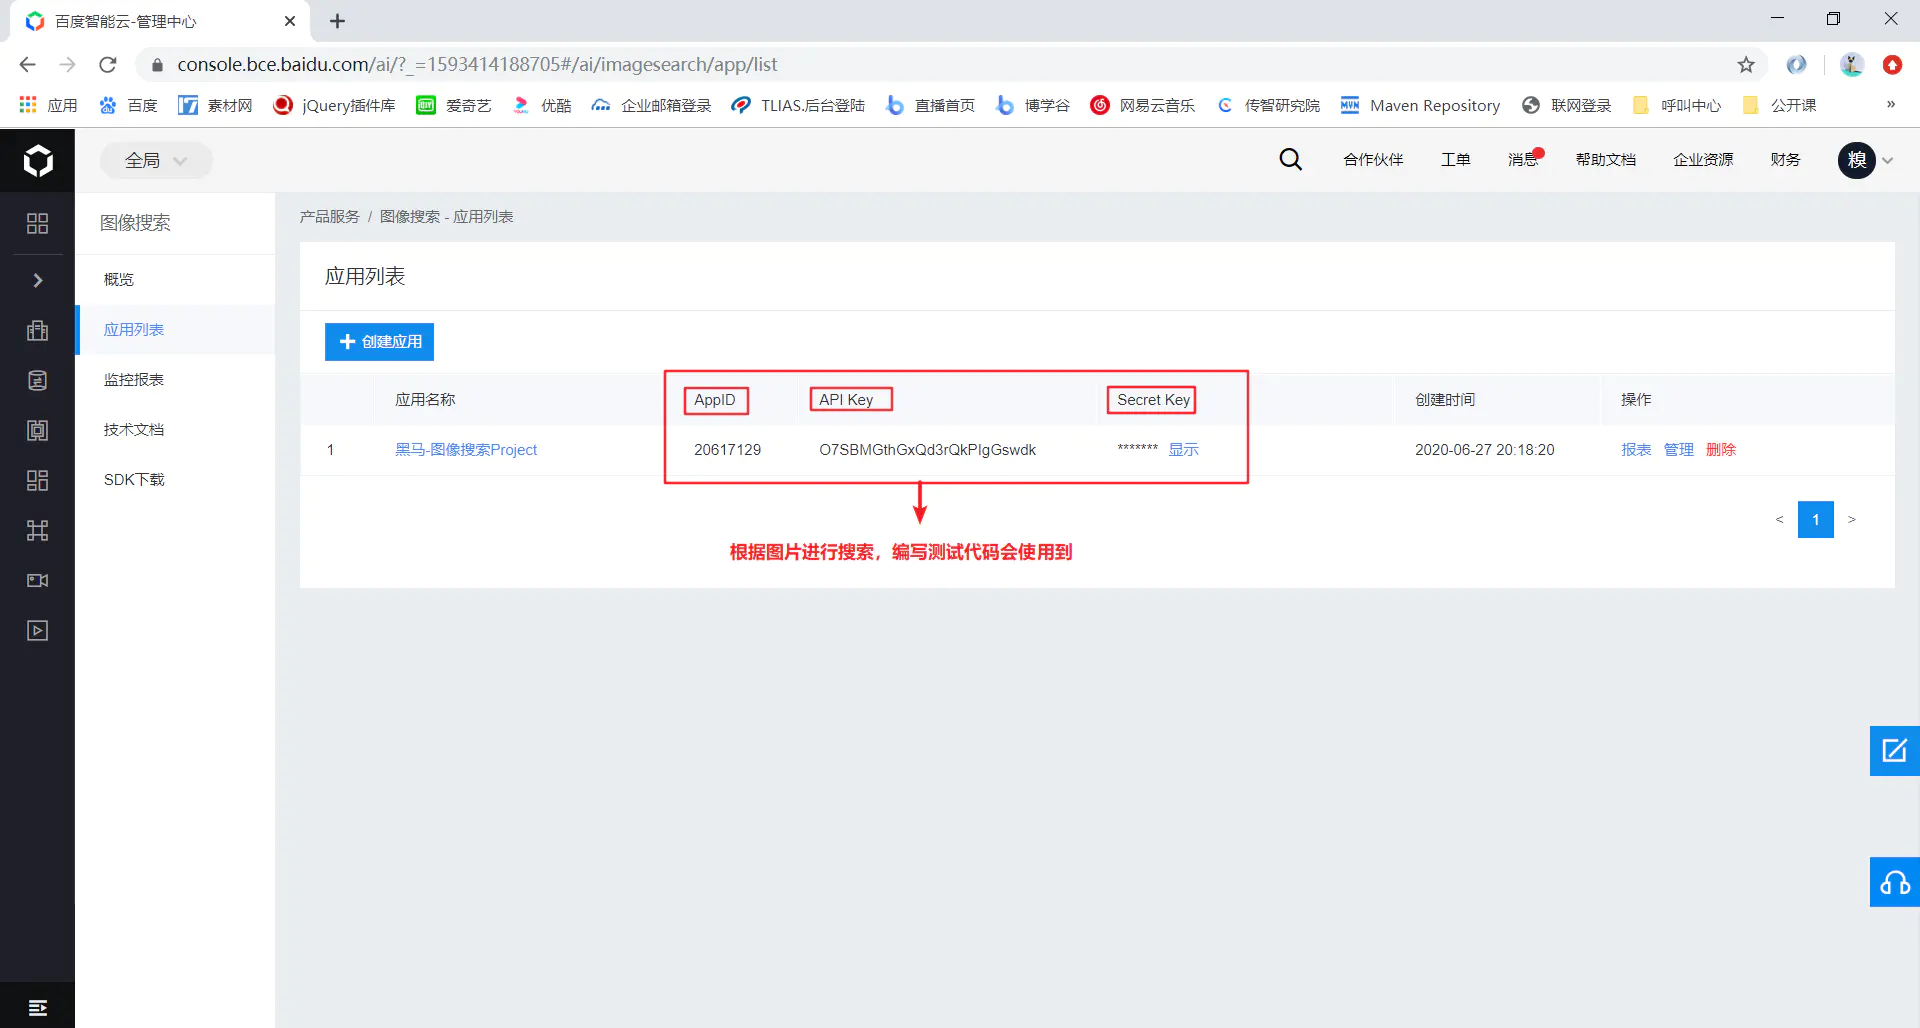 百度智能云-管理中心
console.bce.baidu.com/ai/?_=1593414188705#/ai/imagesearch/app/list
应用 百度 素材网 jQuery插件库 爱奇艺 优酷 企业邮箱登录 TLIAS.后台登陆 直播首页 博学谷 网易云音乐 传智研究院 Maven Repository 联网登录 呼叫中心 公开课 »
全局 合作伙伴 工单 消息 帮助文档 企业资源 财务 糗
图像搜索
概览
应用列表
监控报表
技术文档
SDK下载
产品服务 / 图像搜索 - 应用列表
应用列表
+ 创建应用
应用名称 AppID API Key Secret Key 创建时间 操作
1 黑马-图像搜索Project 20617129 O7SBMGthGxQd3rQkPIgGswdk ******* 显示 2020-06-27 20:18:20 报表 管理 删除
< 1 >
根据图片进行搜索，编写测试代码会使用到